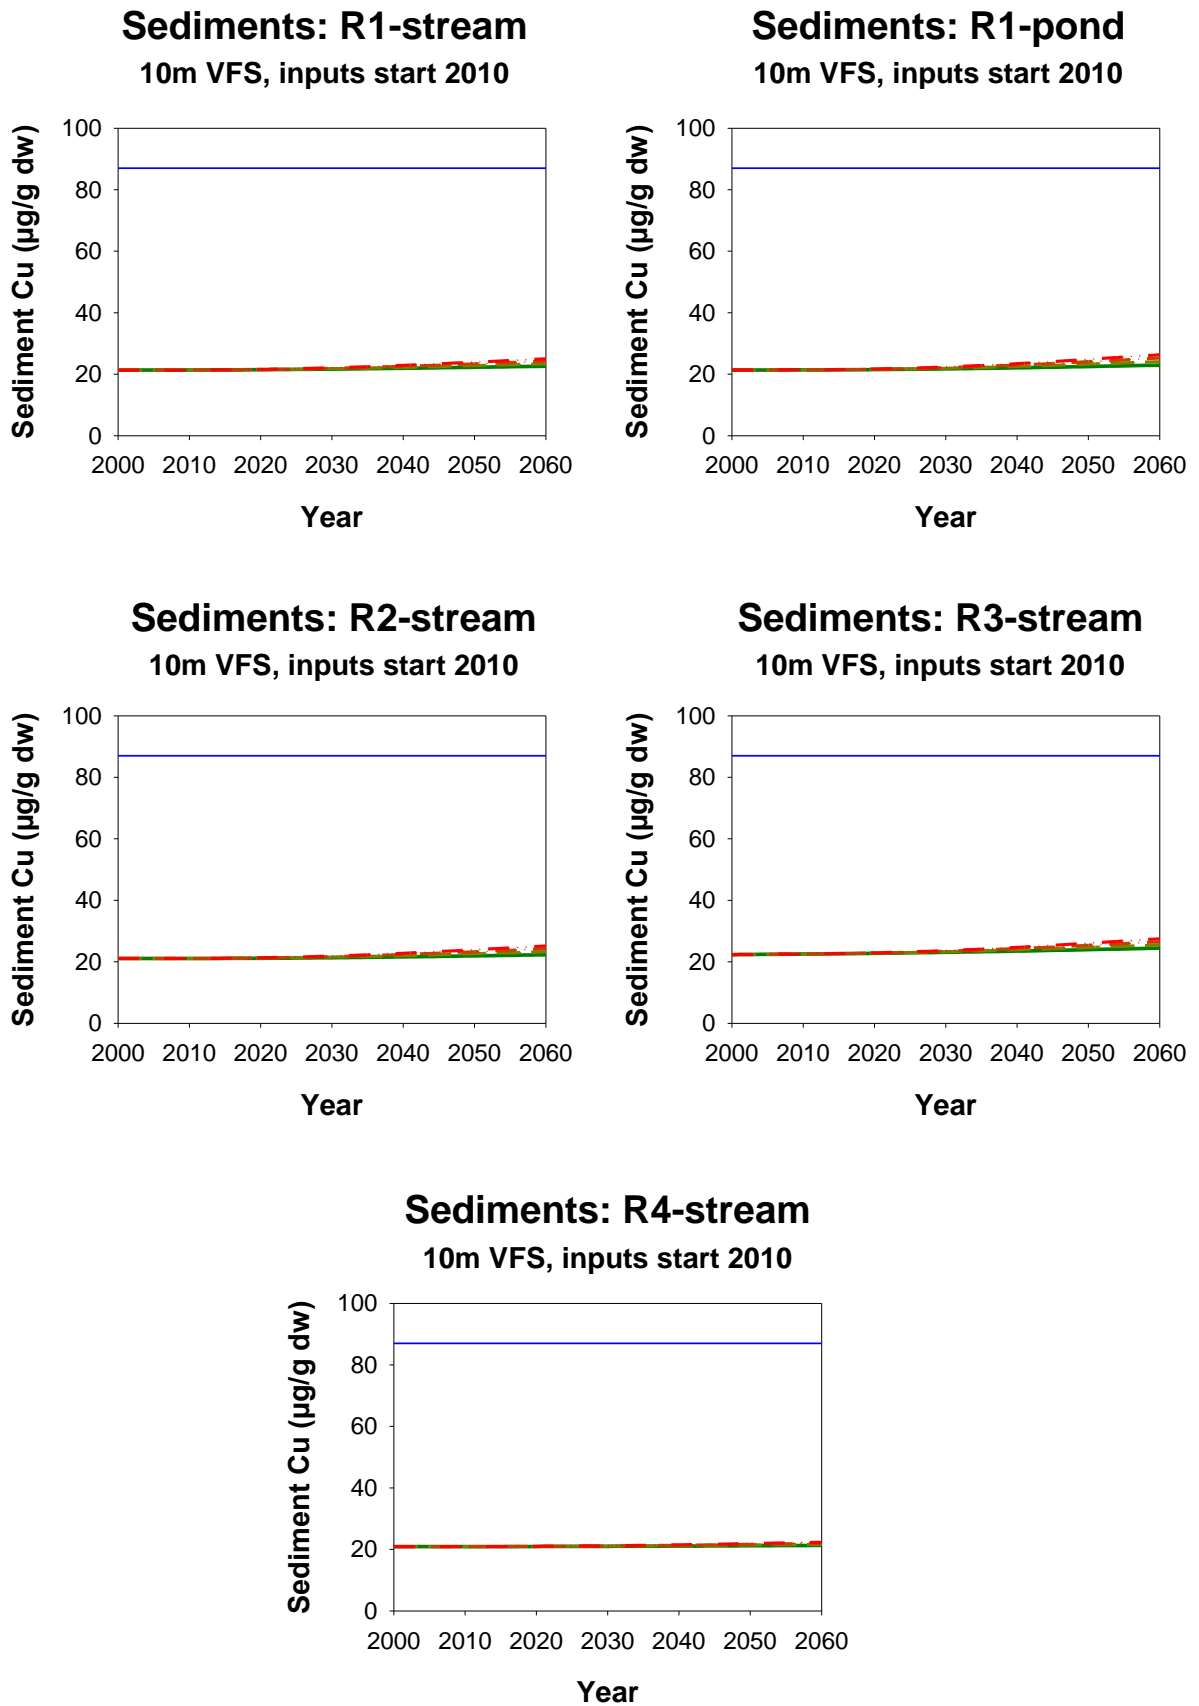 Sediments: R1-stream
10m VFS, inputs start 2010
Sediment Cu (µg/g dw)
100
80
60
40
20
0
2000 2010 2020 2030 2040 2050 2060
Year
Sediments: R1-pond
10m VFS, inputs start 2010
Sediment Cu (µg/g dw)
100
80
60
40
20
0
2000 2010 2020 2030 2040 2050 2060
Year
Sediments: R2-stream
10m VFS, inputs start 2010
Sediment Cu (µg/g dw)
100
80
60
40
20
0
2000 2010 2020 2030 2040 2050 2060
Year
Sediments: R3-stream
10m VFS, inputs start 2010
Sediment Cu (µg/g dw)
100
80
60
40
20
0
2000 2010 2020 2030 2040 2050 2060
Year
Sediments: R4-stream
10m VFS, inputs start 2010
Sediment Cu (µg/g dw)
100
80
60
40
20
0
2000 2010 2020 2030 2040 2050 2060
Year